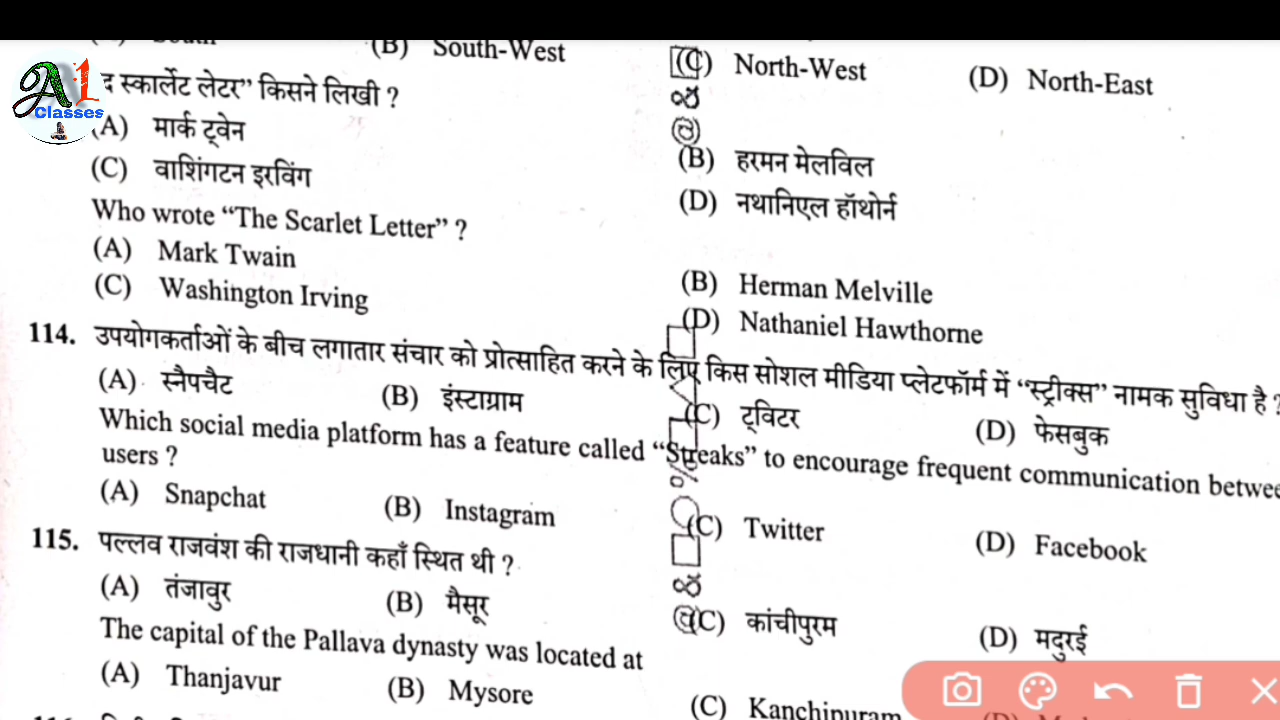 (B) South-West (C) North-West (D) North-East
A1
Classes
द स्कार्लेट लेटर” किसने लिखी ?
(A) मार्क ट्वेन (B) हरमन मेलविल
(C) वाशिंगटन इरविंग (D) नथानिएल हॉथोर्न
Who wrote “The Scarlet Letter” ?
(A) Mark Twain (B) Herman Melville
(C) Washington Irving (D) Nathaniel Hawthorne
114. उपयोगकर्ताओं के बीच लगातार संचार को प्रोत्साहित करने के लिए किस सोशल मीडिया प्लेटफॉर्म में “स्ट्रीक्स” नामक सुविधा है ?
(A) स्नैपचैट (B) इंस्टाग्राम (C) ट्विटर (D) फेसबुक
Which social media platform has a feature called “Streaks” to encourage frequent communication betwee
users ?
(A) Snapchat (B) Instagram (C) Twitter (D) Facebook
115. पल्लव राजवंश की राजधानी कहाँ स्थित थी ?
(A) तंजावुर (B) मैसूर (C) कांचीपुरम (D) मदुरई
The capital of the Pallava dynasty was located at
(A) Thanjavur (B) Mysore (C) Kanchipuram